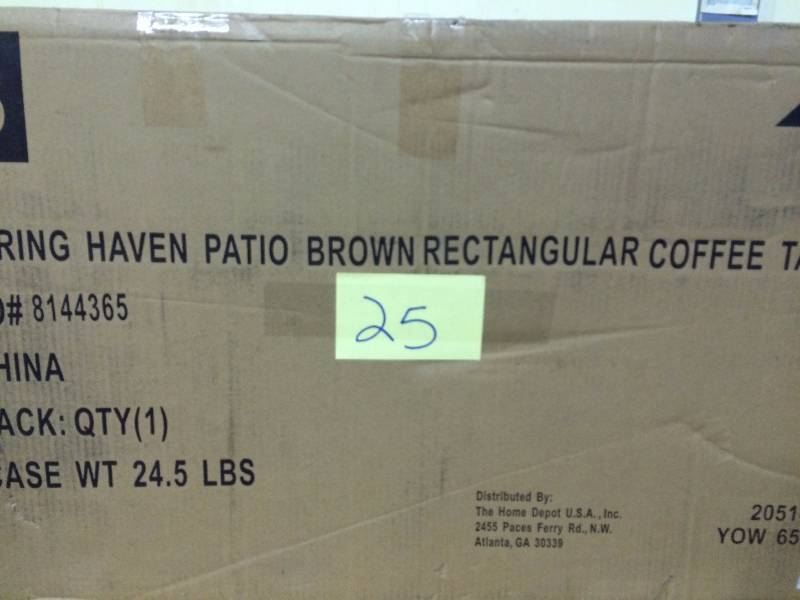 RING HAVEN PATIO BROWN RECTANGULAR COFFEE TA
O# 8144365
25
HINA
ACK: QTY(1)
CASE WT 24.5 LBS
Distributed By:
The Home Depot U.S.A., Inc.
2455 Paces Ferry Rd., N.W.
Atlanta, GA 30339
2051
YOW 65